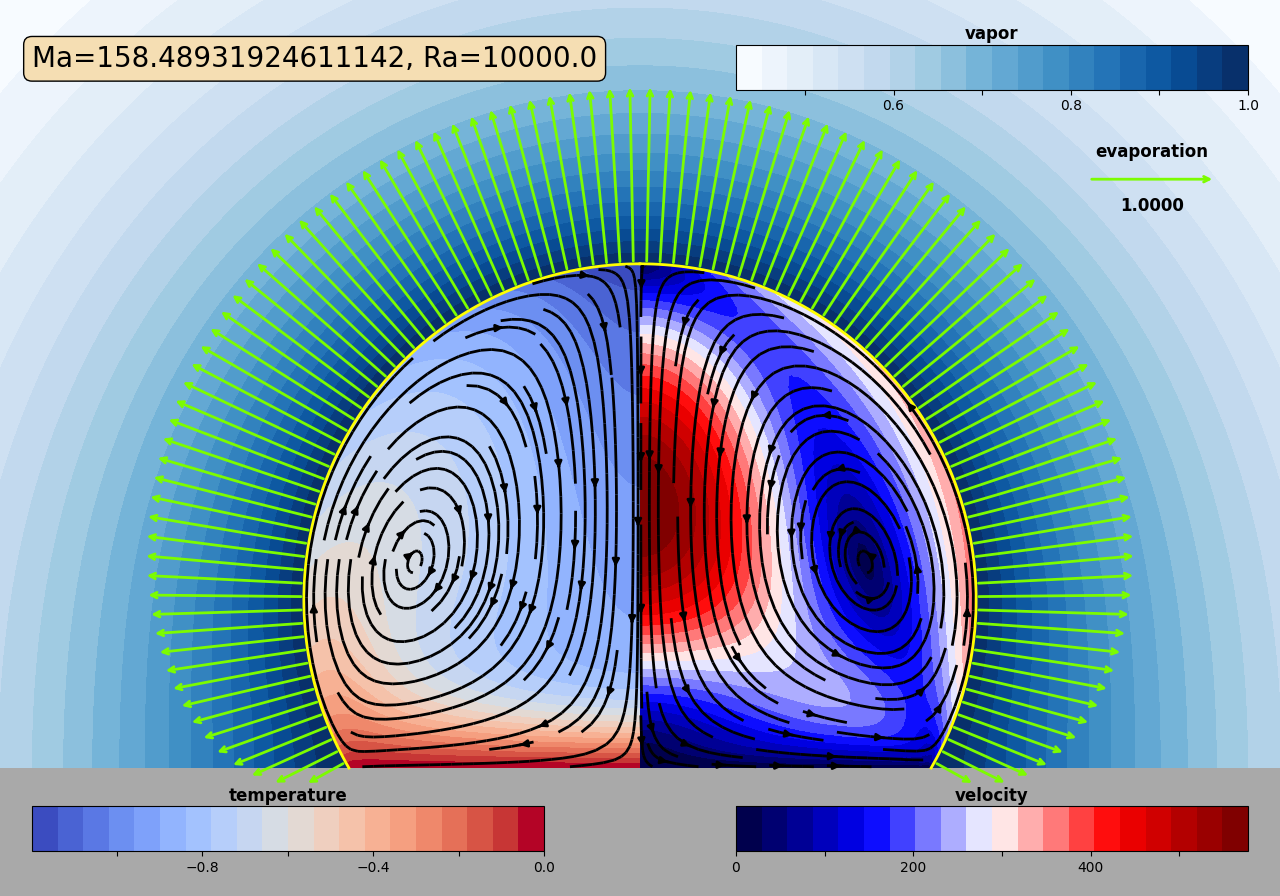 vapor
Ma=158.48931924611142, Ra=10000.0
0.6 0.8 1.0
evaporation
1.0000
temperature velocity
−0.8 −0.4 0.0 0 200 400